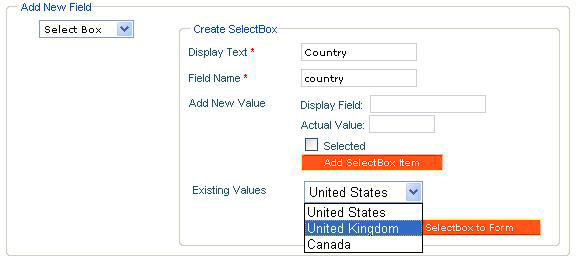 Add New Field
Select Box
Create SelectBox
Display Text *
Country
Field Name *
country
Add New Value
Display Field:
Actual Value:
Selected
Add SelectBox Item
Existing Values
United States
United States
United Kingdom
Selectbox to Form
Canada